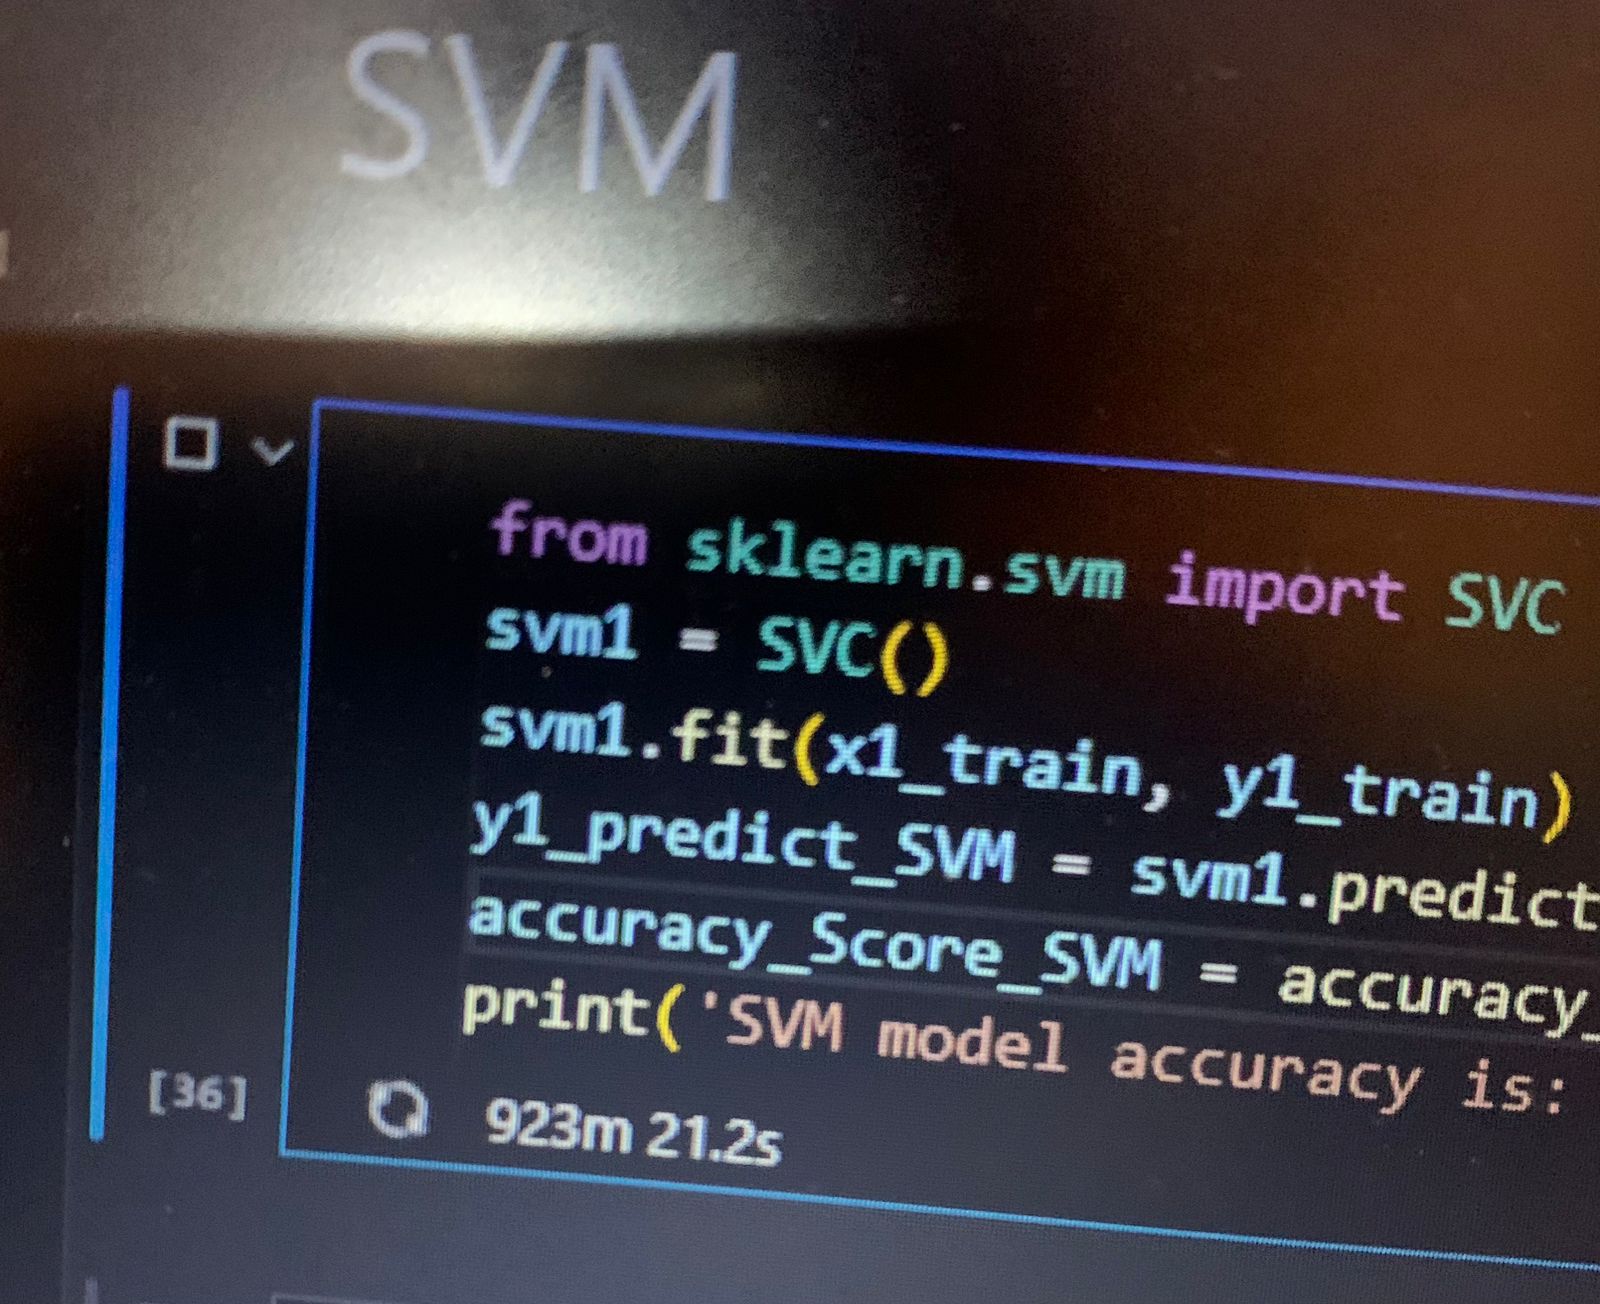 SVM
from sklearn.svm import SVC
svm1 = SVC()
svm1.fit(x1_train, y1_train)
y1_predict_SVM = svm1.predict
accuracy_Score_SVM = accuracy_
print('SVM model accuracy is:
[36]
923m 21.2s